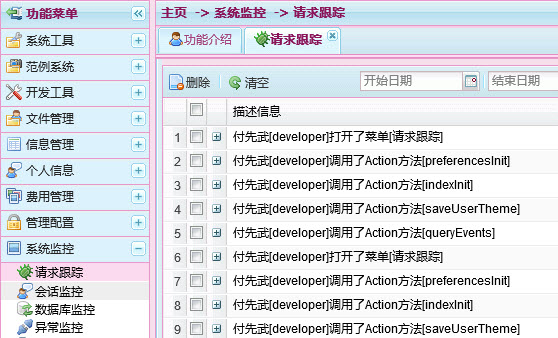 功能菜单
系统工具
范例系统
开发工具
文件管理
信息管理
个人信息
费用管理
管理配置
系统监控
请求跟踪
会话监控
数据库监控
异常监控
主页 -> 系统监控 -> 请求跟踪
功能介绍 请求跟踪
删除 清空 开始日期 结束日期
描述信息
1 付先武[developer]打开了菜单[请求跟踪]
2 付先武[developer]调用了Action方法[preferencesInit]
3 付先武[developer]调用了Action方法[indexInit]
4 付先武[developer]调用了Action方法[saveUserTheme]
5 付先武[developer]调用了Action方法[queryEvents]
6 付先武[developer]打开了菜单[请求跟踪]
7 付先武[developer]调用了Action方法[preferencesInit]
8 付先武[developer]调用了Action方法[indexInit]
9 付先武[developer]调用了Action方法[saveUserTheme]